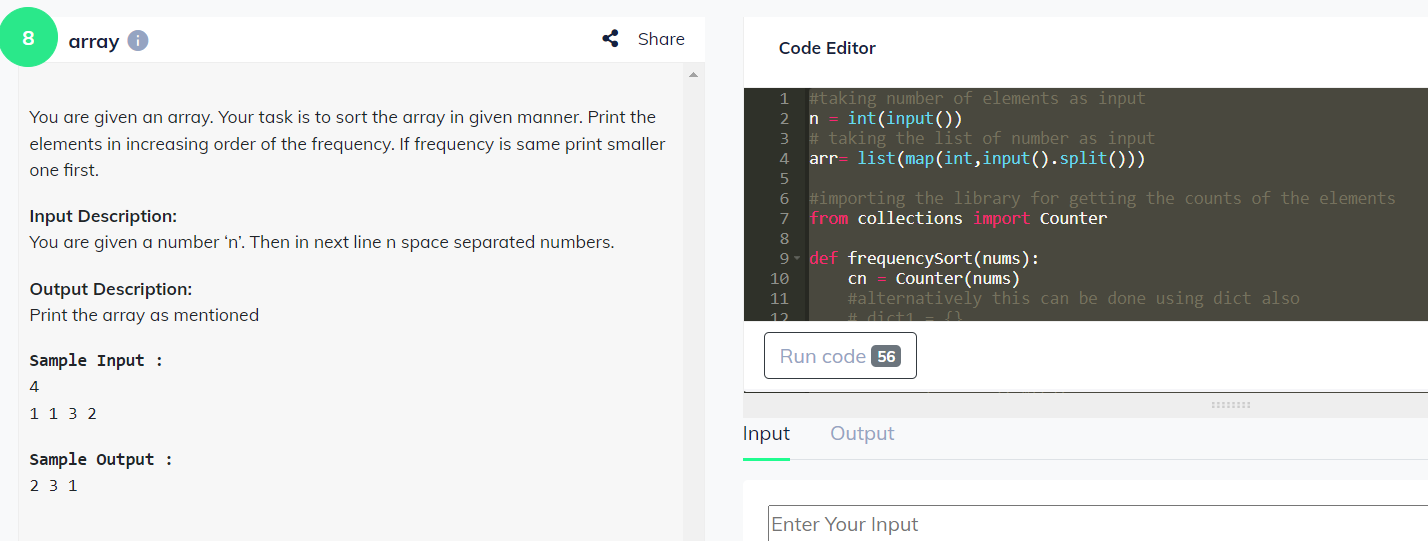 8
array i
Share
You are given an array. Your task is to sort the array in given manner. Print the
elements in increasing order of the frequency. If frequency is same print smaller
one first.
Input Description:
You are given a number ‘n’. Then in next line n space separated numbers.
Output Description:
Print the array as mentioned
Sample Input :
4
1 1 3 2
Sample Output :
2 3 1
Code Editor
1 #taking number of elements as input
2 n = int(input())
3 # taking the list of number as input
4 arr= list(map(int,input().split()))
5
6 #importing the library for getting the counts of the elements
7 from collections import Counter
8
9 def frequencySort(nums):
10 cn = Counter(nums)
11 #alternatively this can be done using dict also
12 # dict1 = {}
Run code 56
Input Output
Enter Your Input